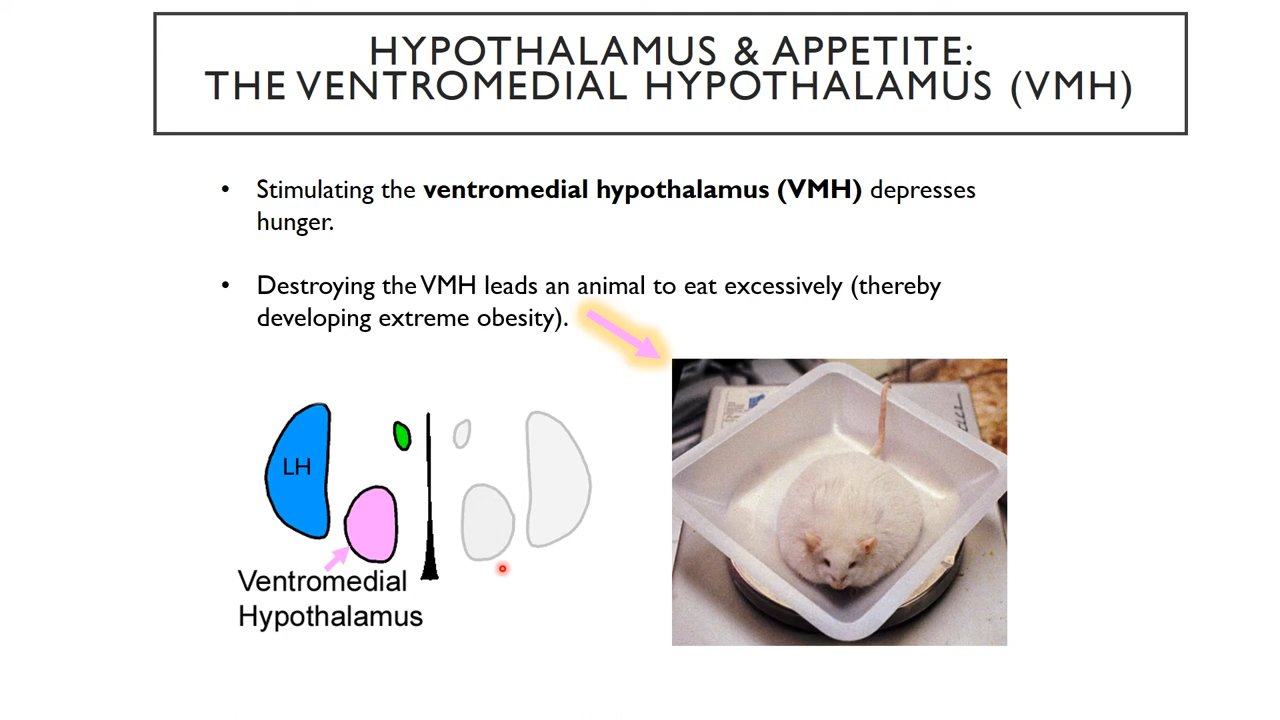 HYPOTHALAMUS & APPETITE:
THE VENTROMEDIAL HYPOTHALAMUS (VMH)
• Stimulating the ventromedial hypothalamus (VMH) depresses
hunger.
• Destroying the VMH leads an animal to eat excessively (thereby
developing extreme obesity).
LH
Ventromedial
Hypothalamus